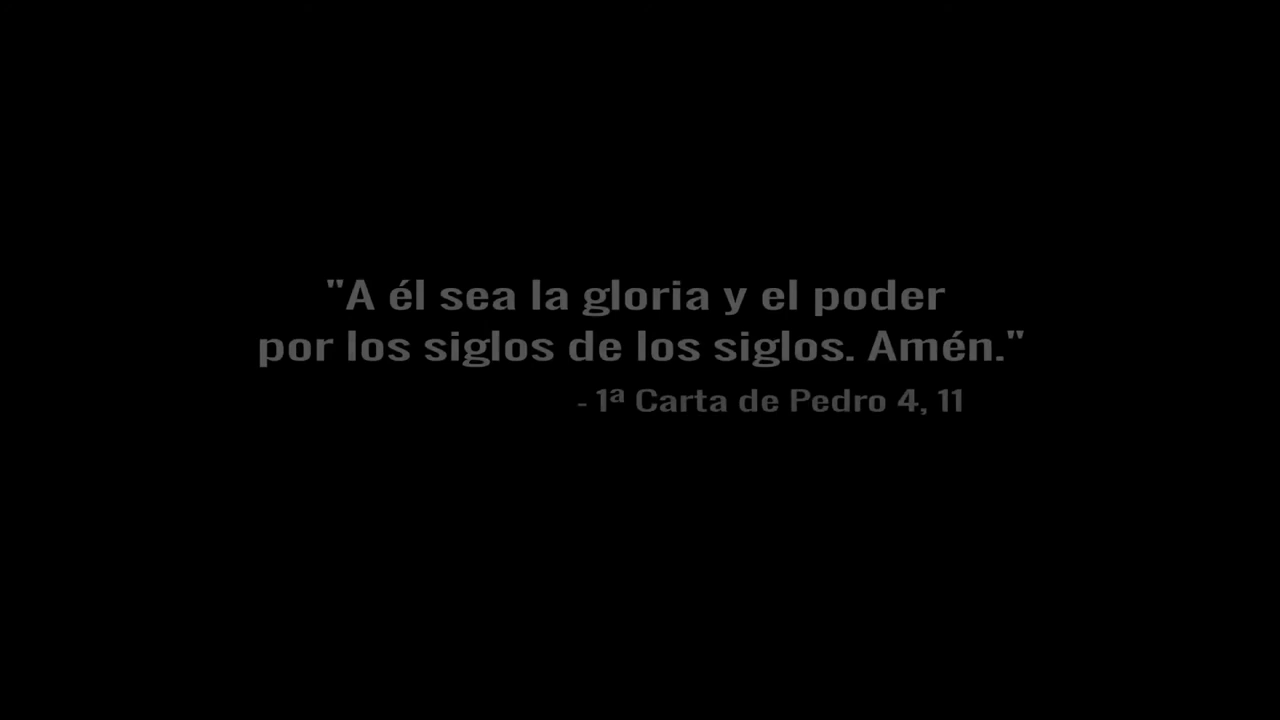 "A él sea la gloria y el poder
por los siglos de los siglos. Amén."
- 1ª Carta de Pedro 4, 11